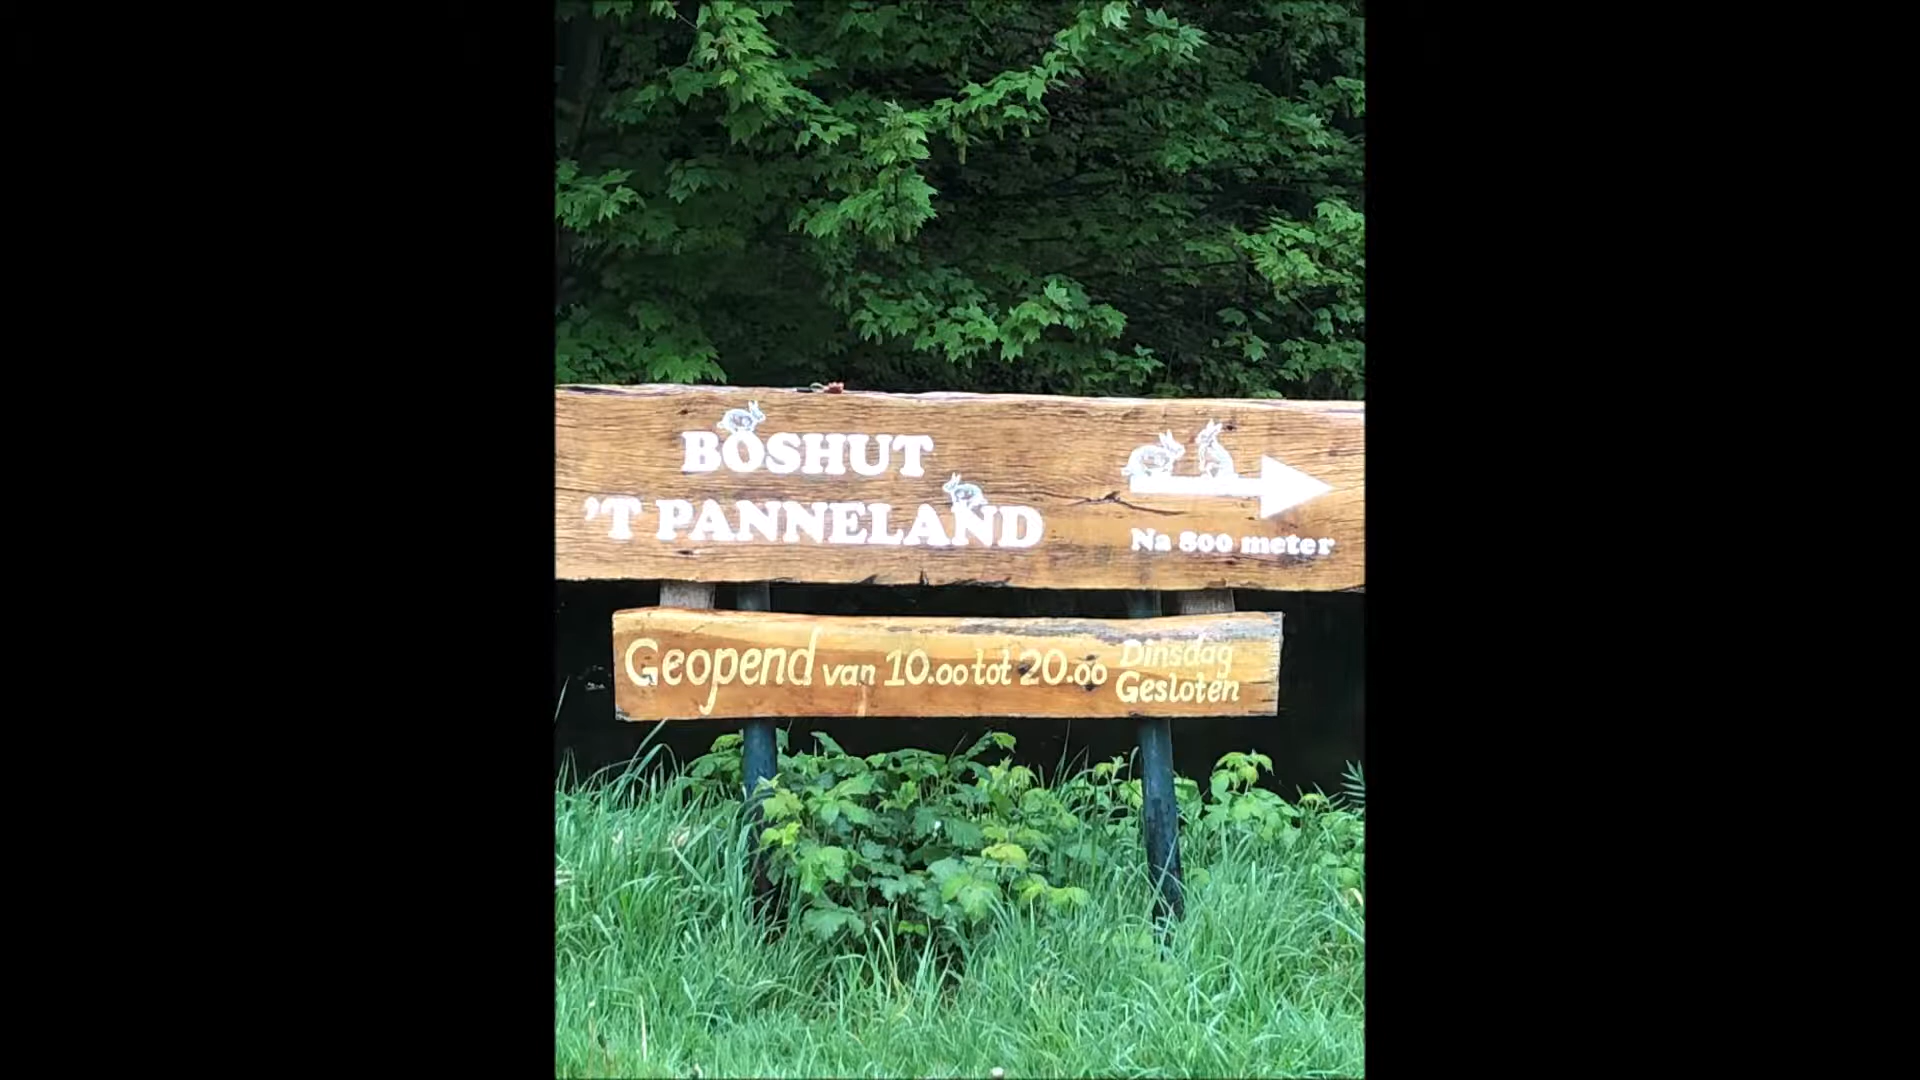 BOSHUT
'T PANNELAND
Na 800 meter
Geopend van 10.00 tot 20.00
Dinsdag
Gesloten